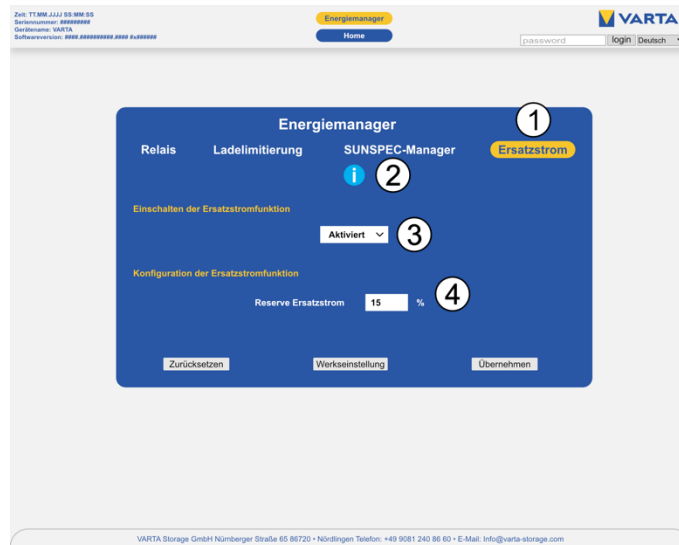 Zeit: TT.MM.JJJJ SS:MM:SS
Seriennummer: #########
Gerätename: VARTA
Softwareversion: ####.##########.#### #x######
Energiemanager
Home
VARTA
password login Deutsch
Energiemanager
1
Relais Ladelimitierung SUNSPEC-Manager Ersatzstrom
i 2
Einschalten der Ersatzstromfunktion
Aktiviert 3
Konfiguration der Ersatzstromfunktion
Reserve Ersatzstrom 15 % 4
Zurücksetzen Werkseinstellung Übernehmen
VARTA Storage GmbH Nürnberger Straße 65 86720 • Nördlingen Telefon: +49 9081 240 86 60 • E-Mail: Info@varta-storage.com